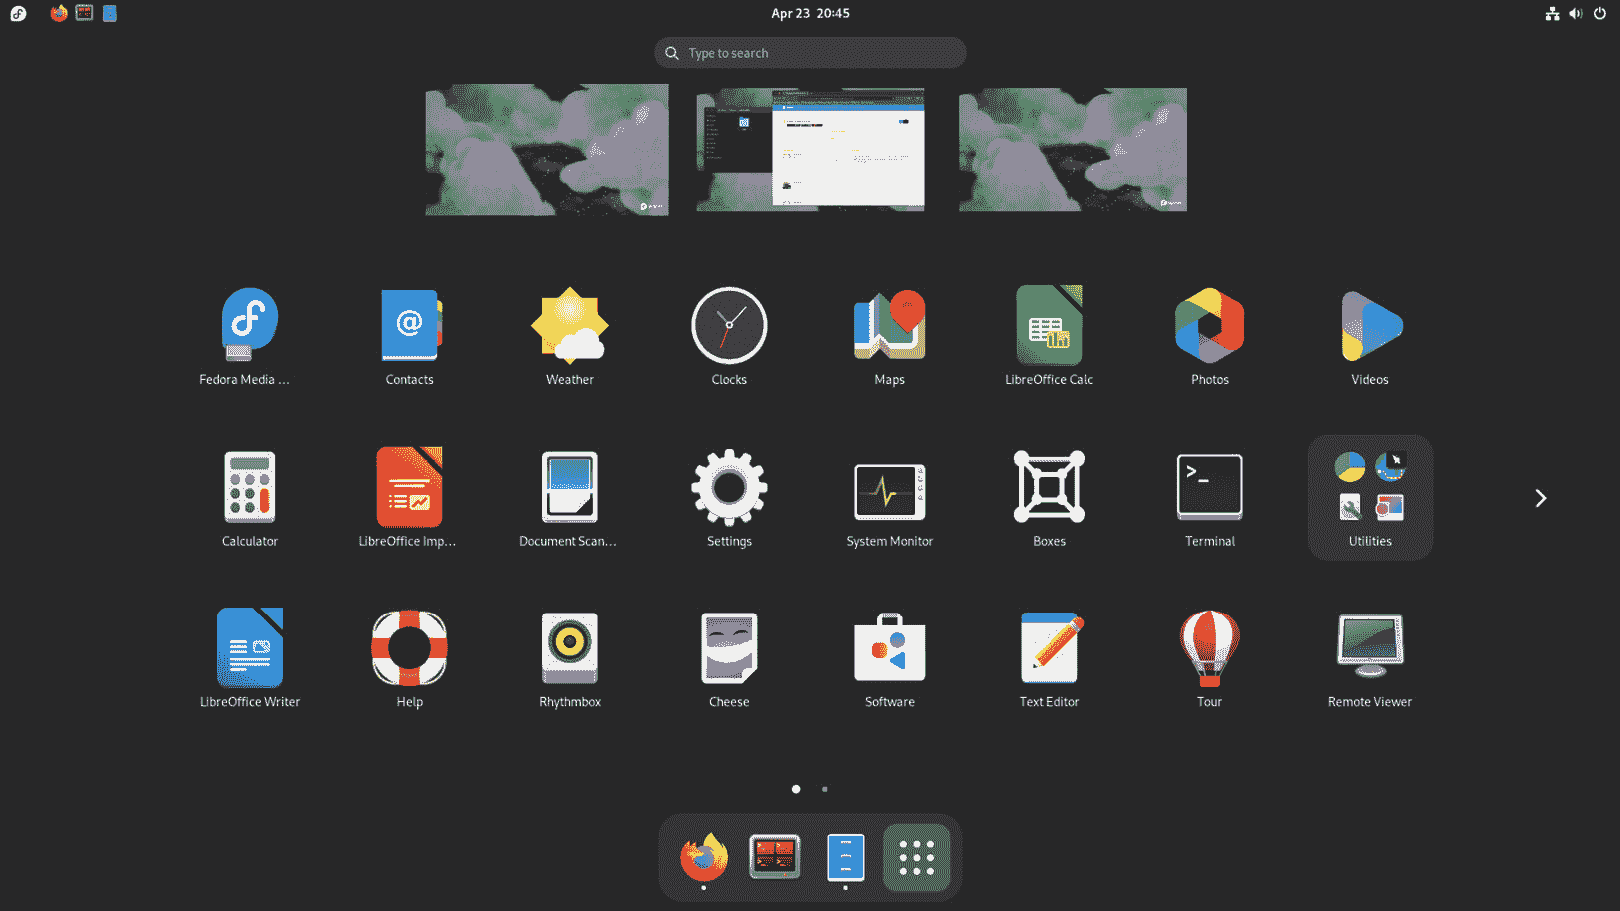 Apr 23 20:45
Type to search
Fedora Media ...
Contacts
Weather
Clocks
Maps
LibreOffice Calc
Photos
Videos
Calculator
LibreOffice Imp...
Document Scan...
Settings
System Monitor
Boxes
Terminal
Utilities
LibreOffice Writer
Help
Rhythmbox
Cheese
Software
Text Editor
Tour
Remote Viewer